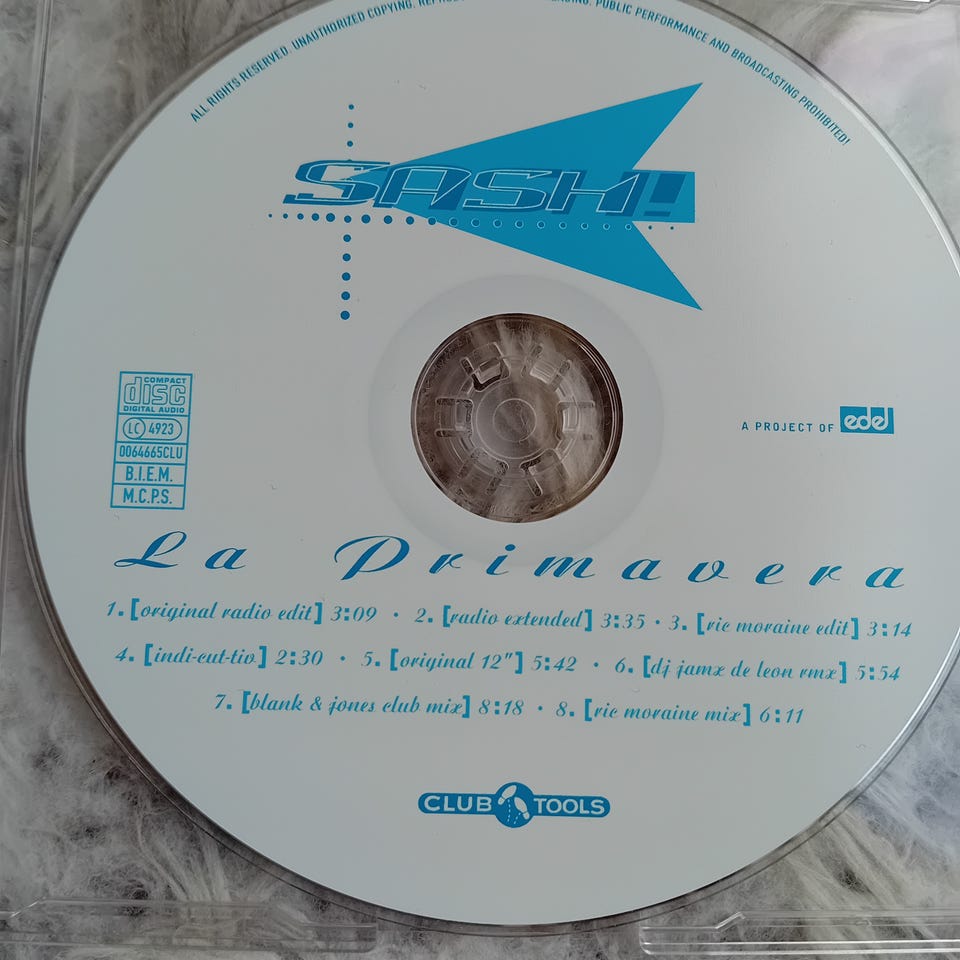 ALL RIGHTS RESERVED. UNAUTHORIZED COPYING, PUBLIC PERFORMANCE AND BROADCASTING PROHIBITED!
SASH!
COMPACT
disc
DIGITAL AUDIO
LC 4923
0064665CLU
B.I.E.M.
M.C.P.S.
A PROJECT OF edel
La Primavera
1. [original radio edit] 3:09 · 2. [radio extended] 3:35 · 3. [ric moraine edit] 3:14
4. [indi-cut-tiv] 2:30 · 5. [original 12"] 5:42 · 6. [dj jamx de leon rmx] 5:54
7. [blank & jones club mix] 8:18 · 8. [ric moraine mix] 6:11
CLUB TOOLS